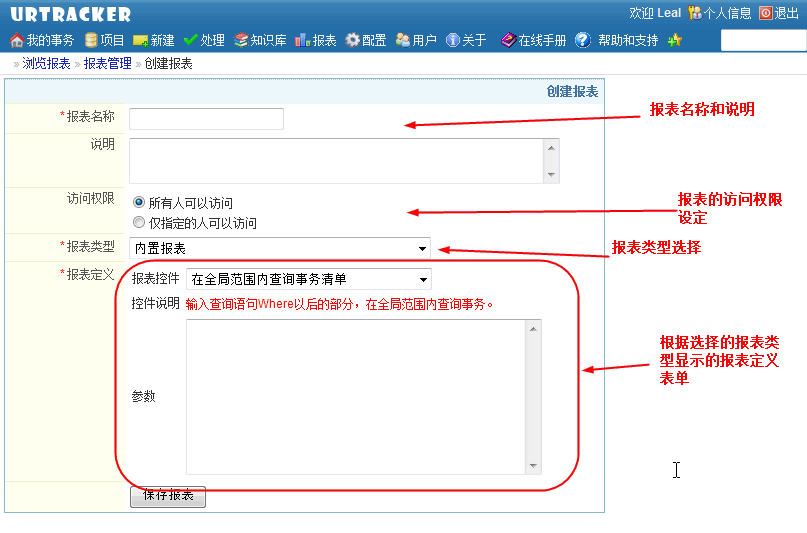 URTRACKER
欢迎 Leal 个人信息 退出
我的事务 项目 新建 处理 知识库 报表 配置 用户 关于 在线手册 帮助和支持
» 浏览报表 » 报表管理 » 创建报表
创建报表
*报表名称
报表名称和说明
说明
访问权限
所有人可以访问
仅指定的人可以访问
报表的访问权限
设定
*报表类型 内置报表
报表类型选择
*报表定义
报表控件 在全局范围内查询事务清单
控件说明 输入查询语句Where以后的部分，在全局范围内查询事务。
参数
根据选择的报表类
型显示的报表定义
表单
保存报表